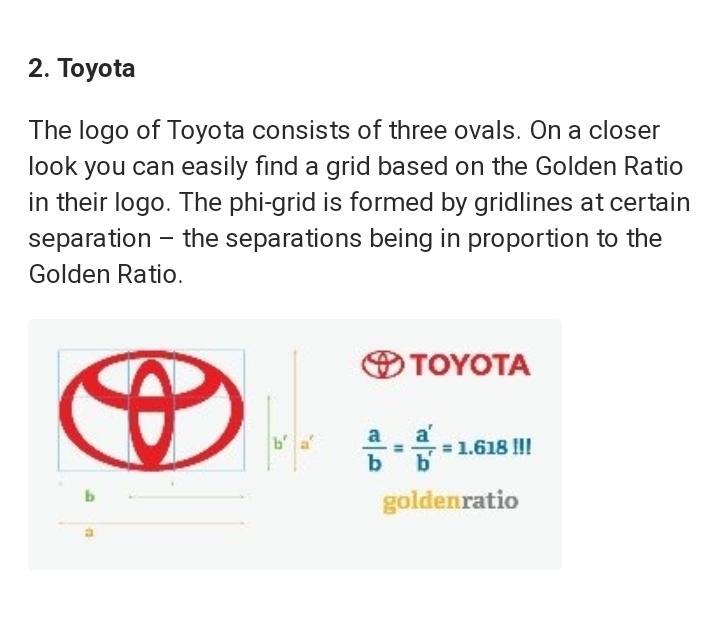 2. Toyota
The logo of Toyota consists of three ovals. On a closer
look you can easily find a grid based on the Golden Ratio
in their logo. The phi-grid is formed by gridlines at certain
separation – the separations being in proportion to the
Golden Ratio.
TOYOTA
b′ a′
a/b = a′/b′ = 1.618 !!!
b
goldenratio
a